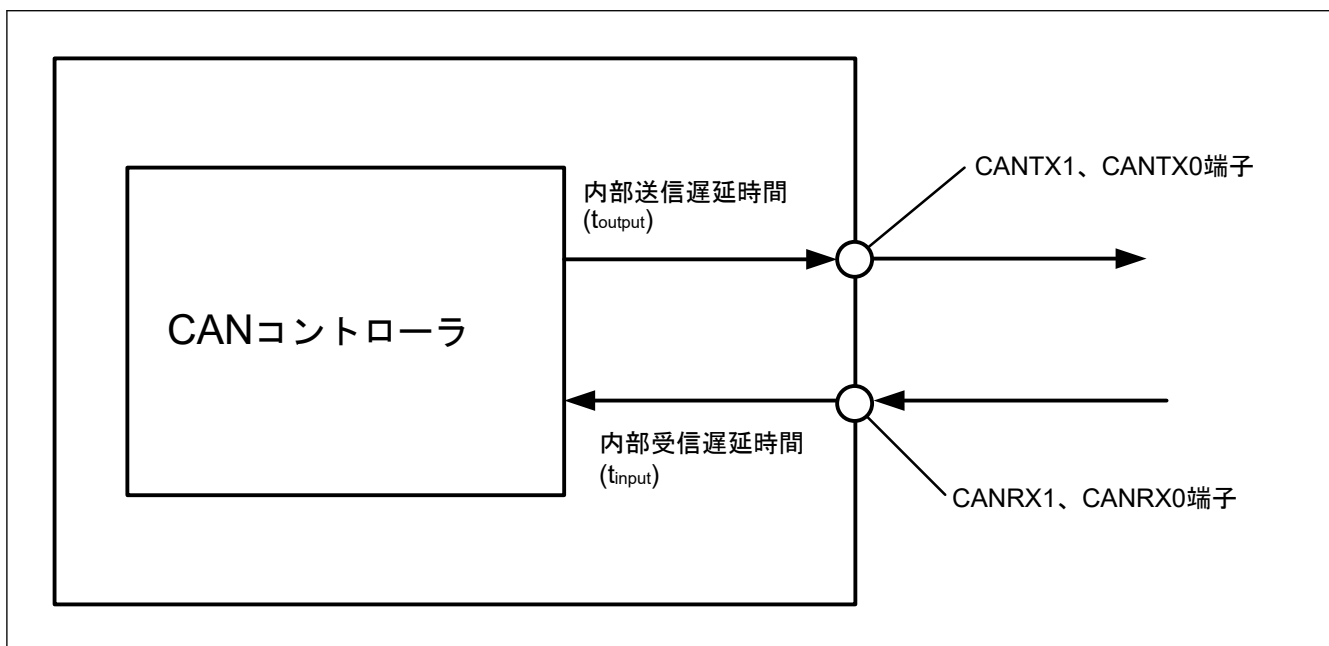 内部送信遅延時間
(toutput)
CANTX1、CANTX0端子
CANコントローラ
内部受信遅延時間
(tinput)
CANRX1、CANRX0端子